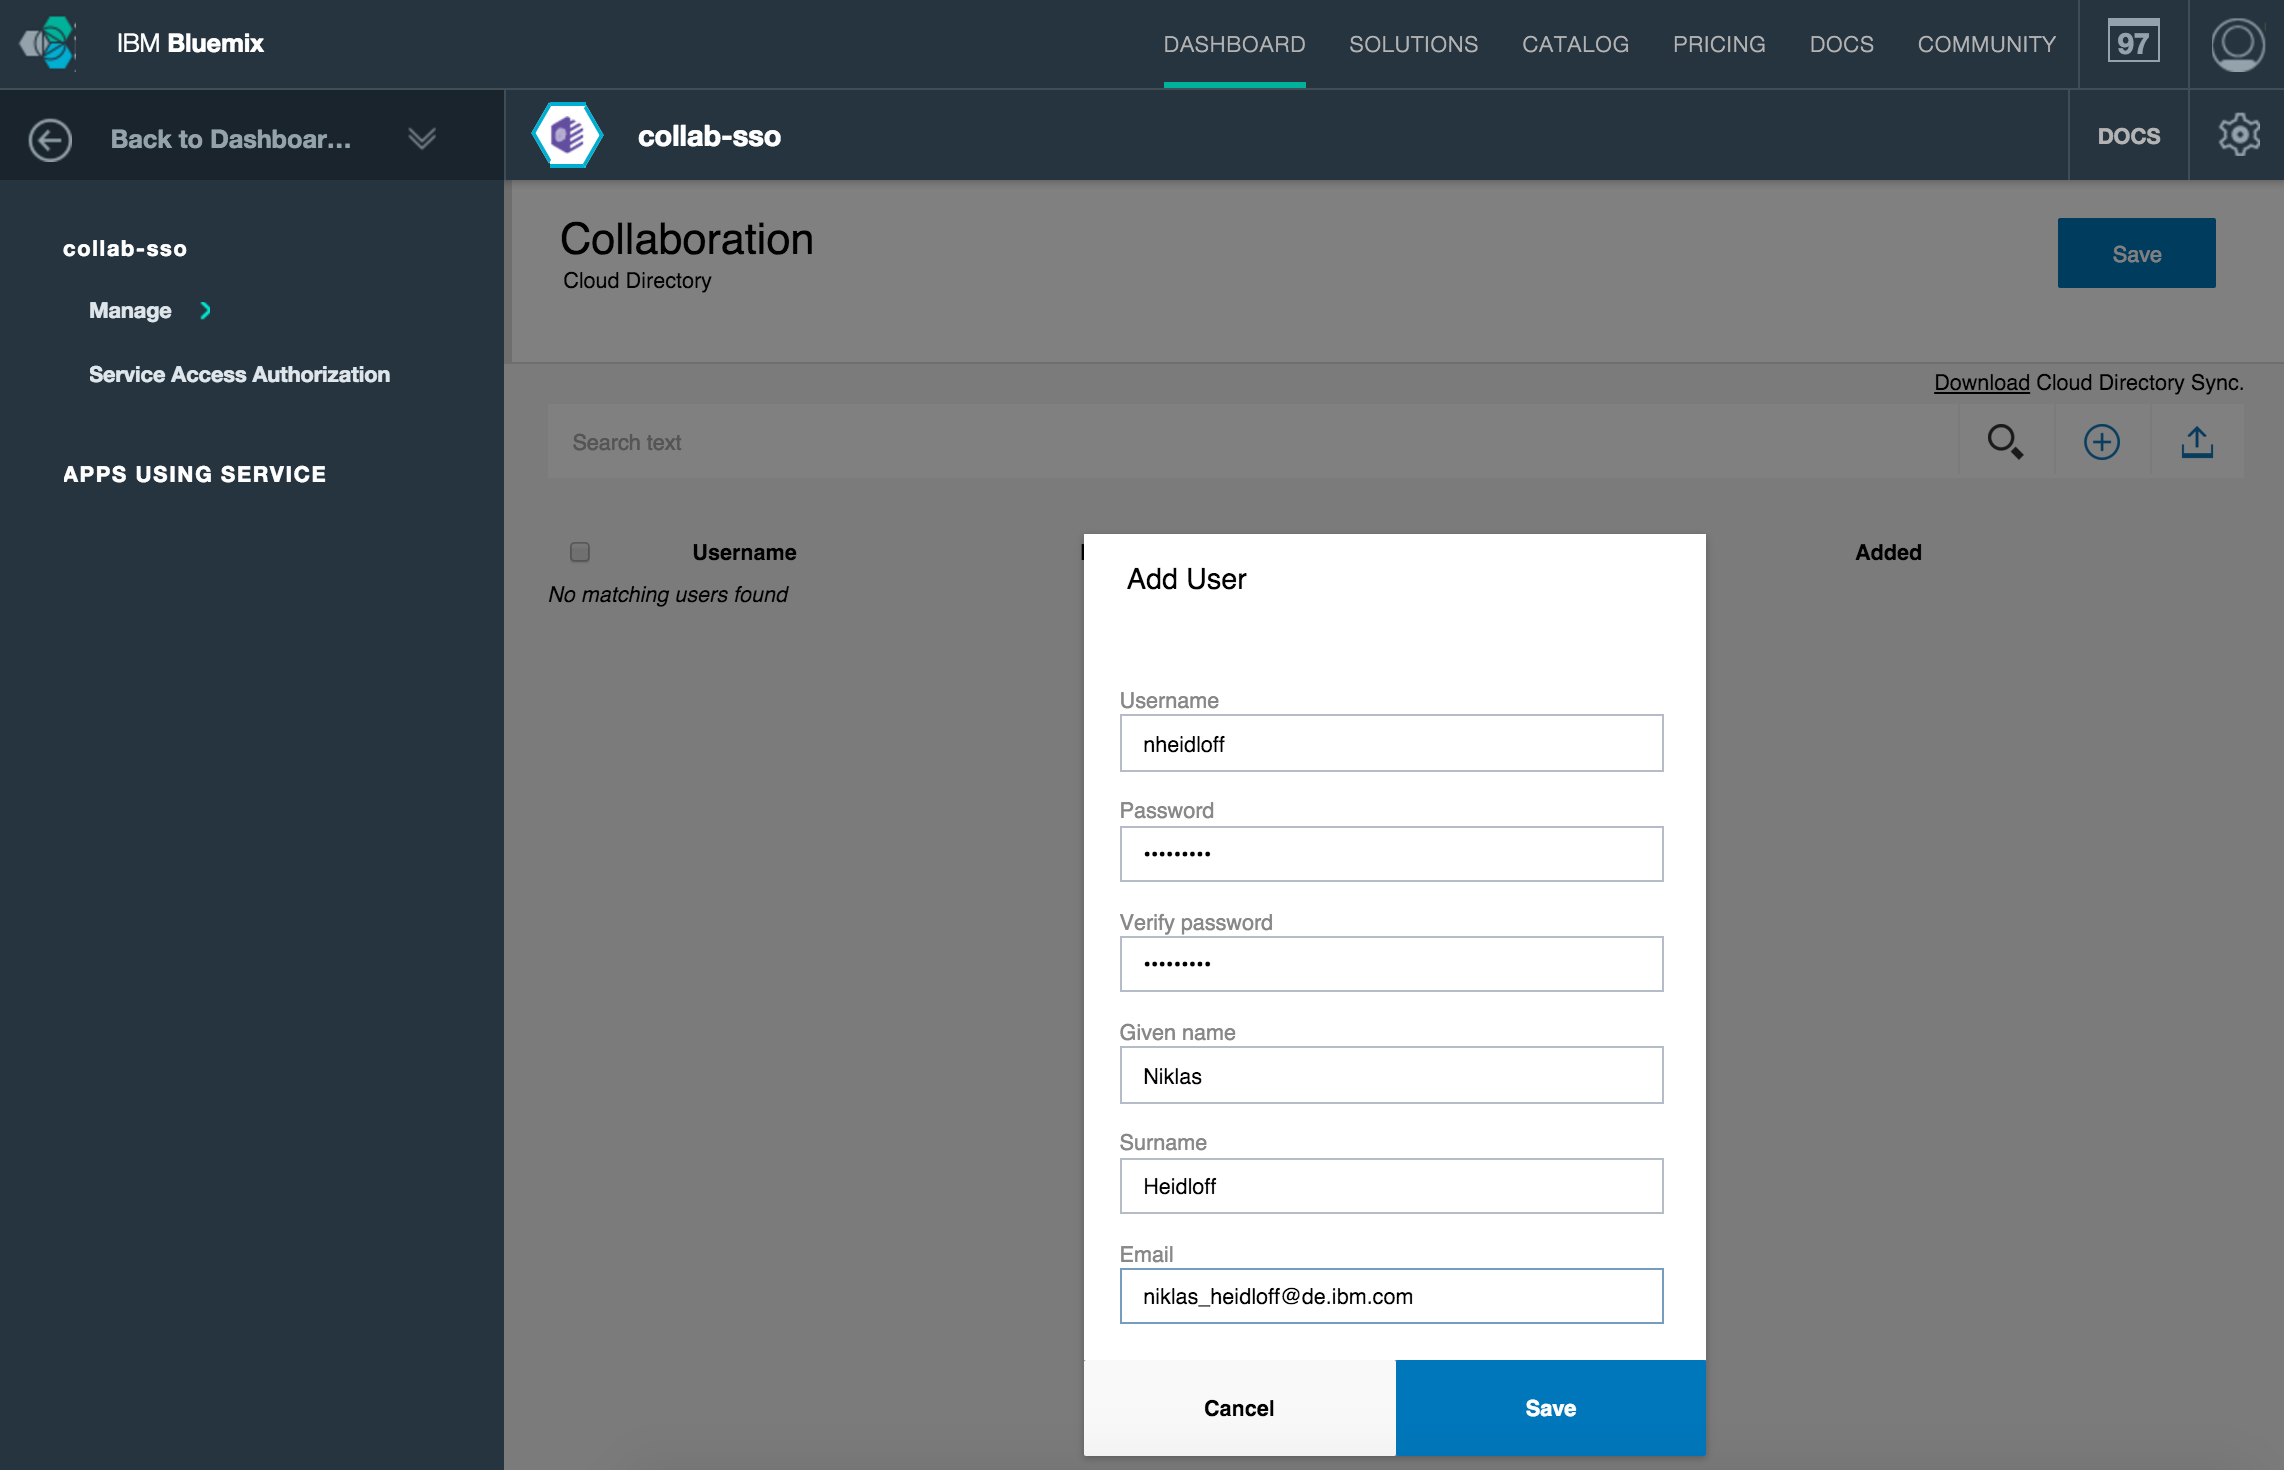 IBM Bluemix
DASHBOARD SOLUTIONS CATALOG PRICING DOCS COMMUNITY 97
Back to Dashboar...
collab-sso
DOCS
collab-sso
Manage
Service Access Authorization
APPS USING SERVICE
Collaboration
Cloud Directory
Save
Download Cloud Directory Sync.
Search text
Username Added
No matching users found
Add User
Username
nheidloff
Password
•••••••••
Verify password
•••••••••
Given name
Niklas
Surname
Heidloff
Email
niklas_heidloff@de.ibm.com
Cancel Save